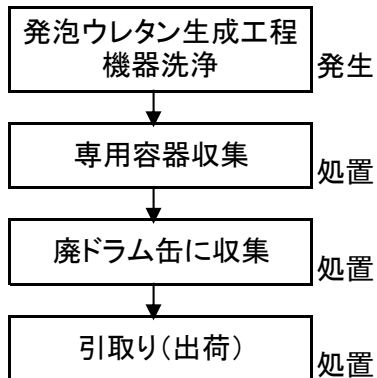 発泡ウレタン生成工程
機器洗浄
発生
専用容器収集
処置
廃ドラム缶に収集
処置
引取り（出荷）
処置